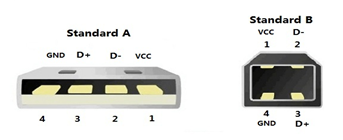 Standard A
GND D+ D- VCC
4 3 2 1
Standard B
VCC D-
1 2
4 3
GND D+